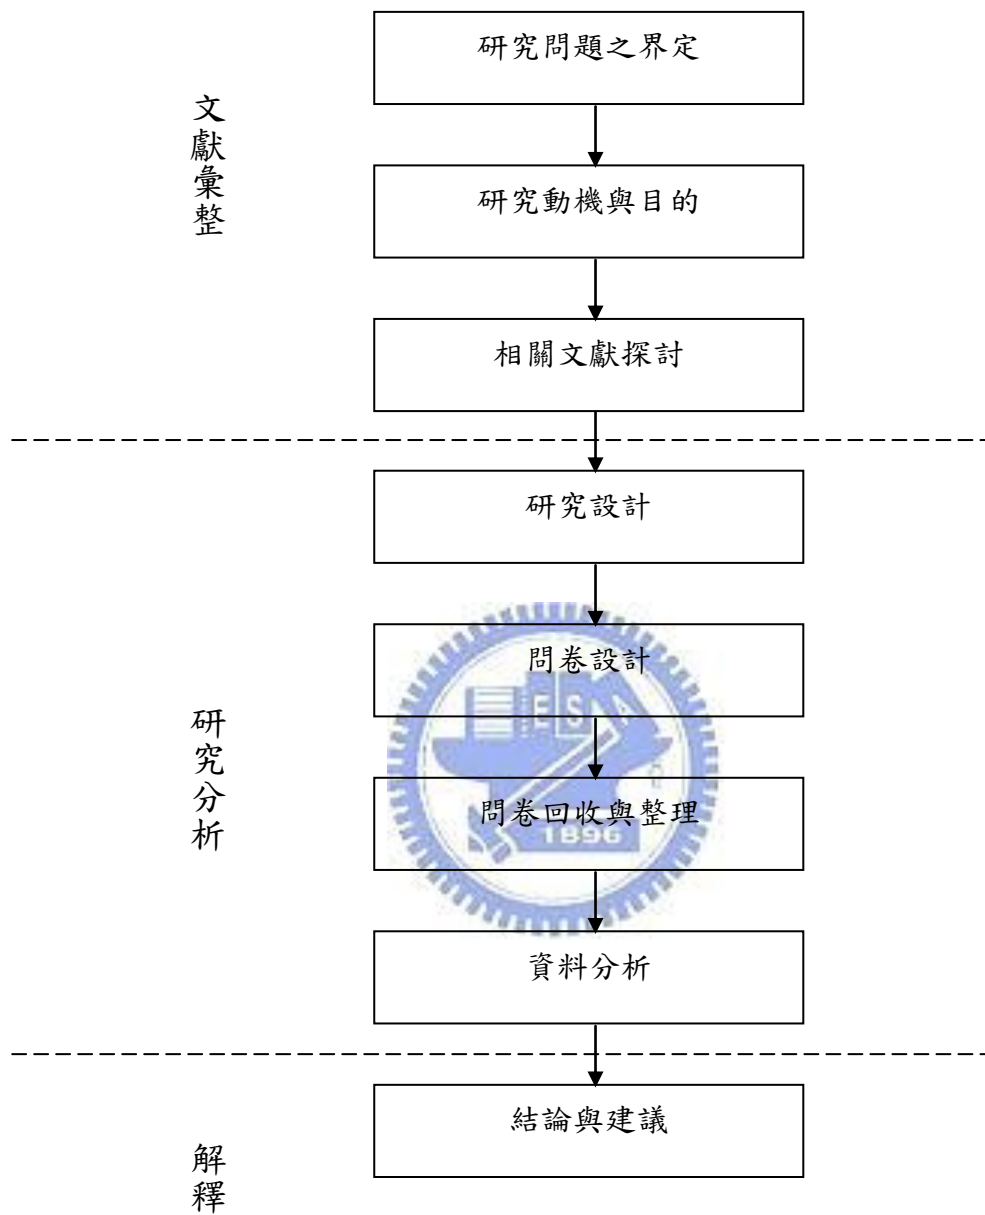 文獻彙整
研究問題之界定
研究動機與目的
相關文獻探討
研究分析
研究設計
問卷設計
E S
問卷回收與整理
1896
資料分析
解釋
結論與建議